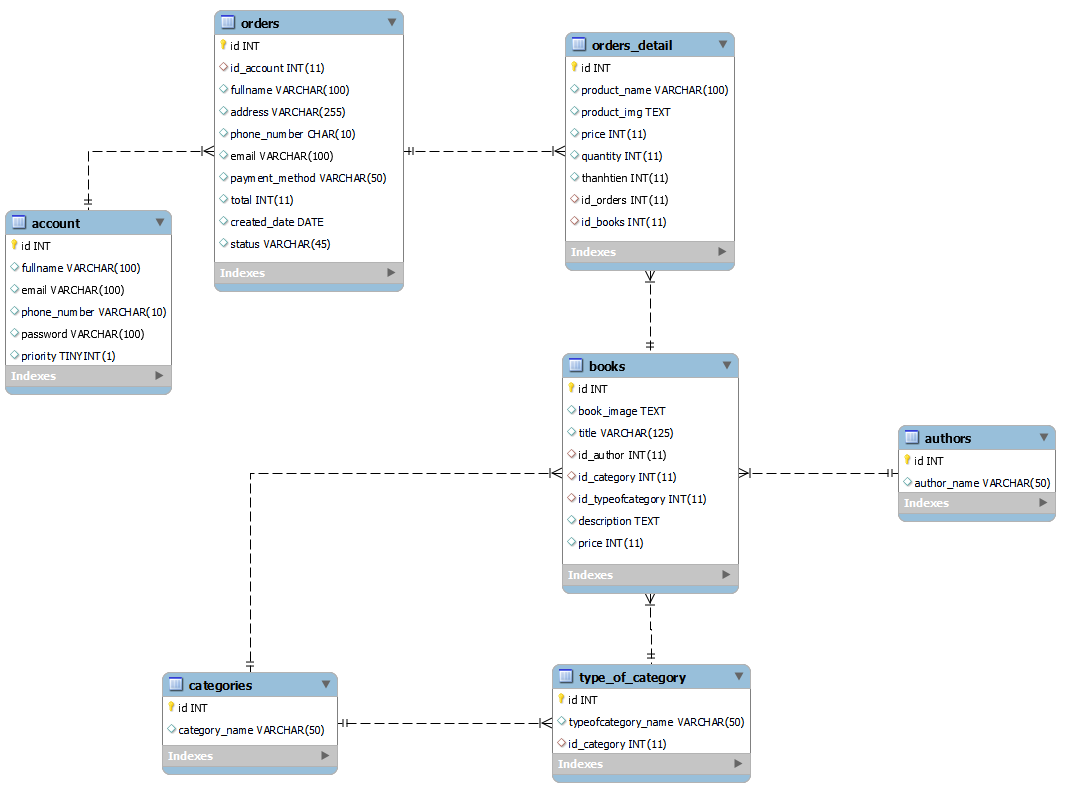 orders
id INT
id_account INT(11)
fullname VARCHAR(100)
address VARCHAR(255)
phone_number CHAR(10)
email VARCHAR(100)
payment_method VARCHAR(50)
total INT(11)
created_date DATE
status VARCHAR(45)
Indexes
orders_detail
id INT
product_name VARCHAR(100)
product_img TEXT
price INT(11)
quantity INT(11)
thanhtien INT(11)
id_orders INT(11)
id_books INT(11)
Indexes
account
id INT
fullname VARCHAR(100)
email VARCHAR(100)
phone_number VARCHAR(10)
password VARCHAR(100)
priority TINYINT(1)
Indexes
books
id INT
book_image TEXT
title VARCHAR(125)
id_author INT(11)
id_category INT(11)
id_typeofcategory INT(11)
description TEXT
price INT(11)
Indexes
authors
id INT
author_name VARCHAR(50)
Indexes
categories
id INT
category_name VARCHAR(50)
Indexes
type_of_category
id INT
typeofcategory_name VARCHAR(50)
id_category INT(11)
Indexes